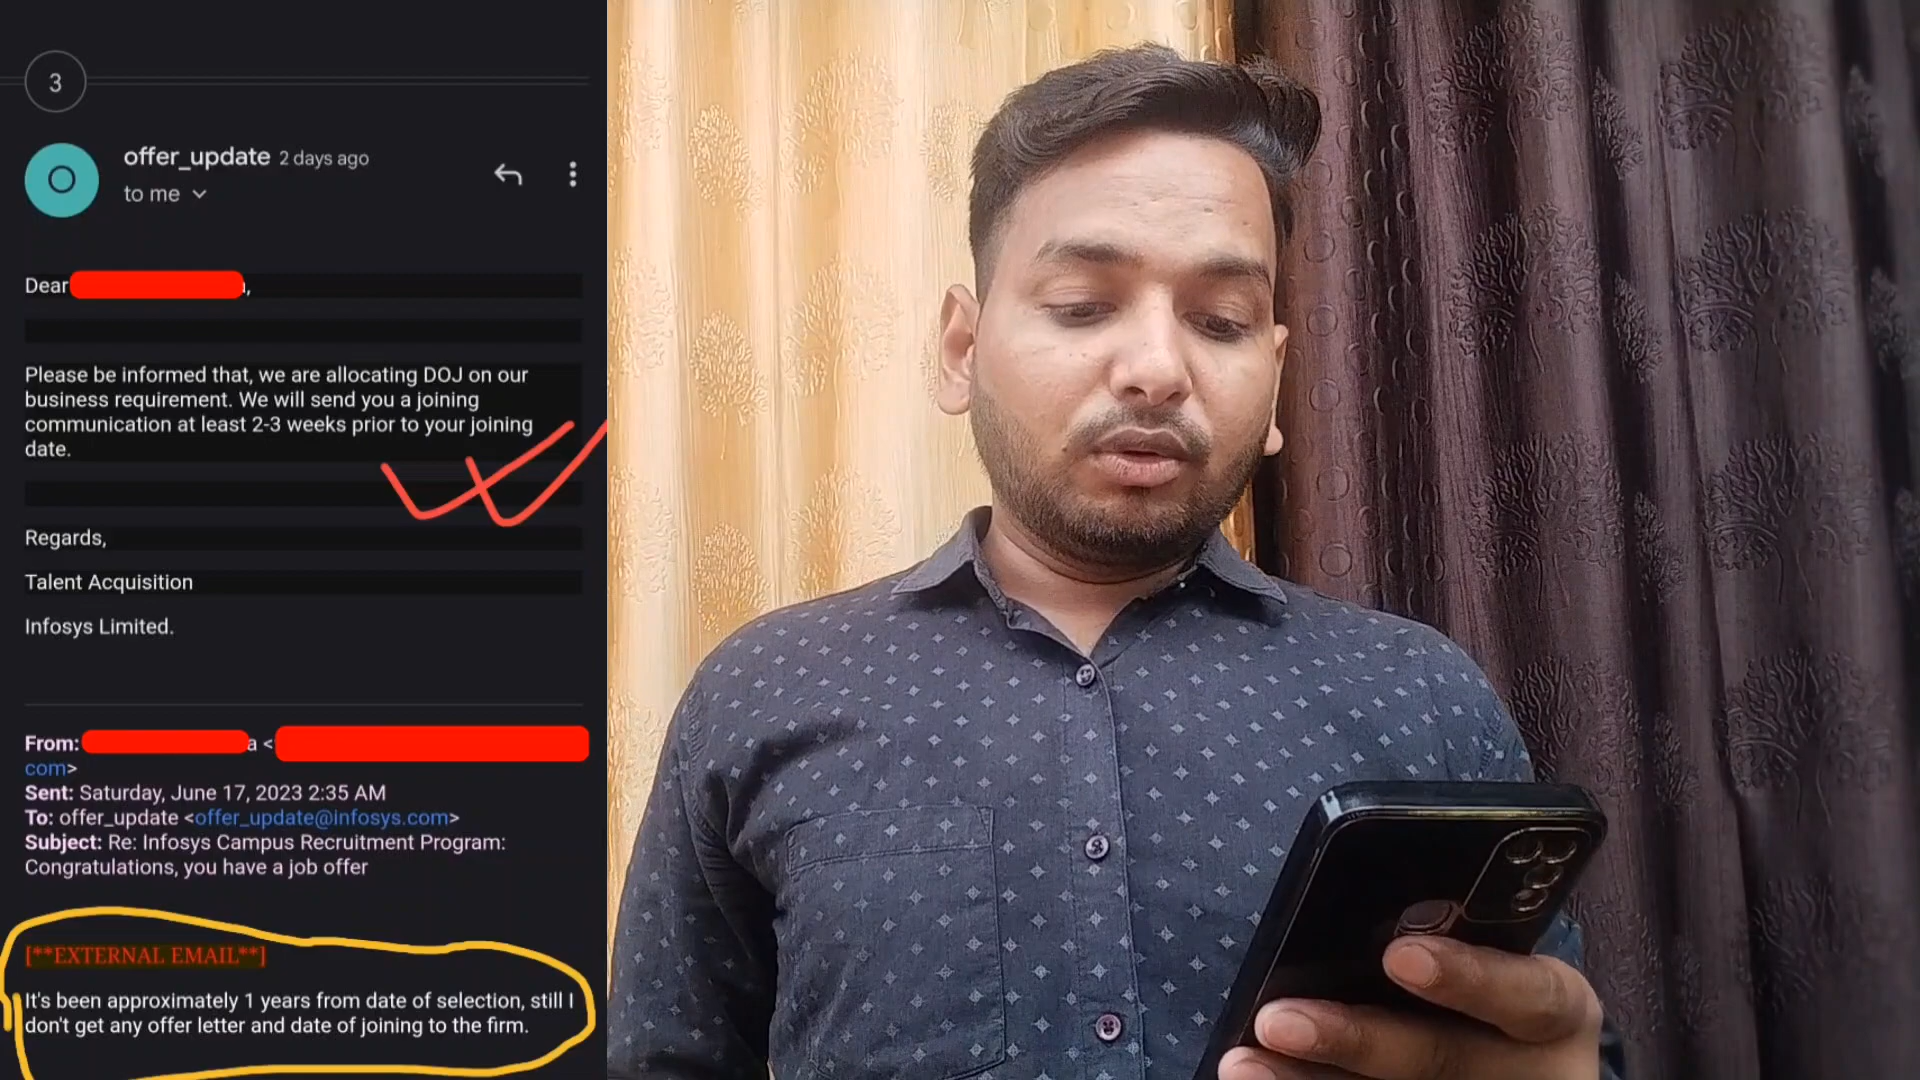 3
offer_update 2 days ago
to me
Dear ,
Please be informed that, we are allocating DOJ on our
business requirement. We will send you a joining
communication at least 2-3 weeks prior to your joining
date.
Regards,
Talent Acquisition
Infosys Limited.
From: a <
com>
Sent: Saturday, June 17, 2023 2:35 AM
To: offer_update <offer_update@infosys.com>
Subject: Re: Infosys Campus Recruitment Program:
Congratulations, you have a job offer
[**EXTERNAL EMAIL**]
It's been approximately 1 years from date of selection, still I
don't get any offer letter and date of joining to the firm.